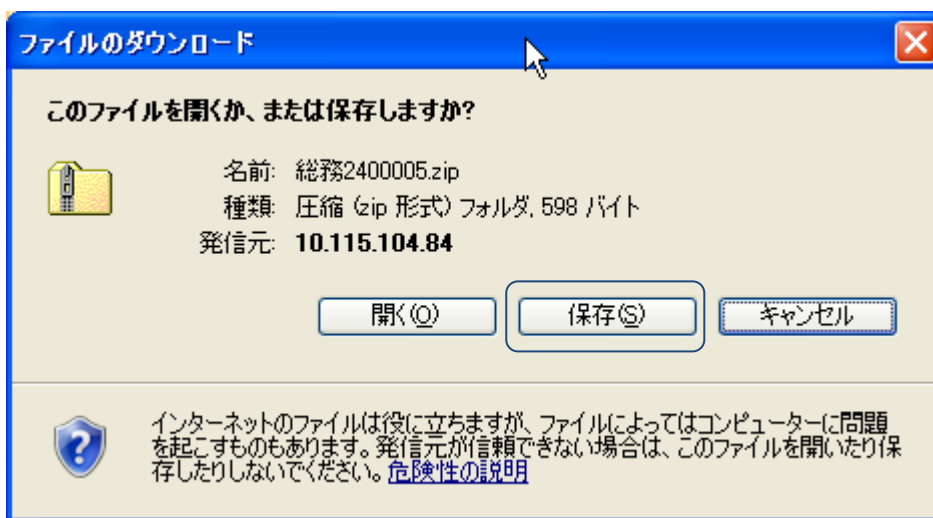 ファイルのダウンロード
このファイルを開くか、または保存しますか?
名前: 総務2400005.zip
種類: 圧縮 (zip 形式) フォルダ, 598 バイト
発信元: 10.115.104.84
開く(O) 保存(S) キャンセル
インターネットのファイルは役に立ちますが、ファイルによってはコンピューターに問題
を起こすものもあります。発信元が信頼できない場合は、このファイルを開いたり保
存したりしないでください。危険性の説明